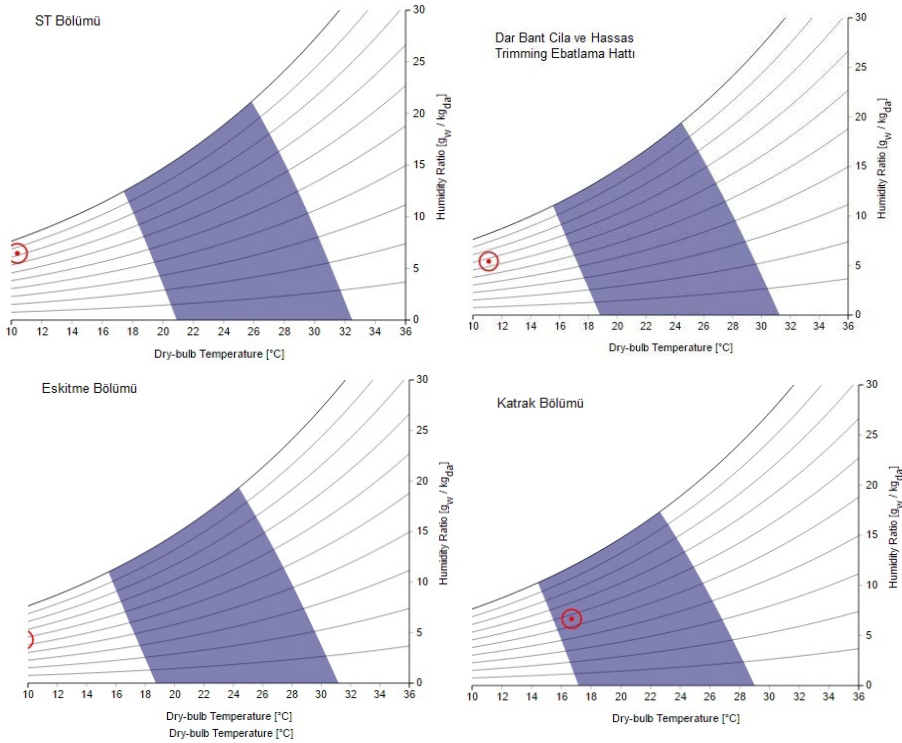 ST Bölümü
30
25
20
15
10
5
0
Humidity Ratio [gw / kgda]
10 12 14 16 18 20 22 24 26 28 30 32 34 36
Dry-bulb Temperature [°C]
Dar Bant Cila ve Hassas
Trimming Ebatlama Hattı
30
25
20
15
10
5
0
Humidity Ratio [gw / kgda]
10 12 14 16 18 20 22 24 26 28 30 32 34 36
Dry-bulb Temperature [°C]
Eskitme Bölümü
30
25
20
15
10
5
0
Humidity Ratio [gw / kgda]
10 12 14 16 18 20 22 24 26 28 30 32 34 36
Dry-bulb Temperature [°C]
Dry-bulb Temperature [°C]
Katrak Bölümü
30
25
20
15
10
5
0
Humidity Ratio [gw / kgda]
10 12 14 16 18 20 22 24 26 28 30 32 34 36
Dry-bulb Temperature [°C]